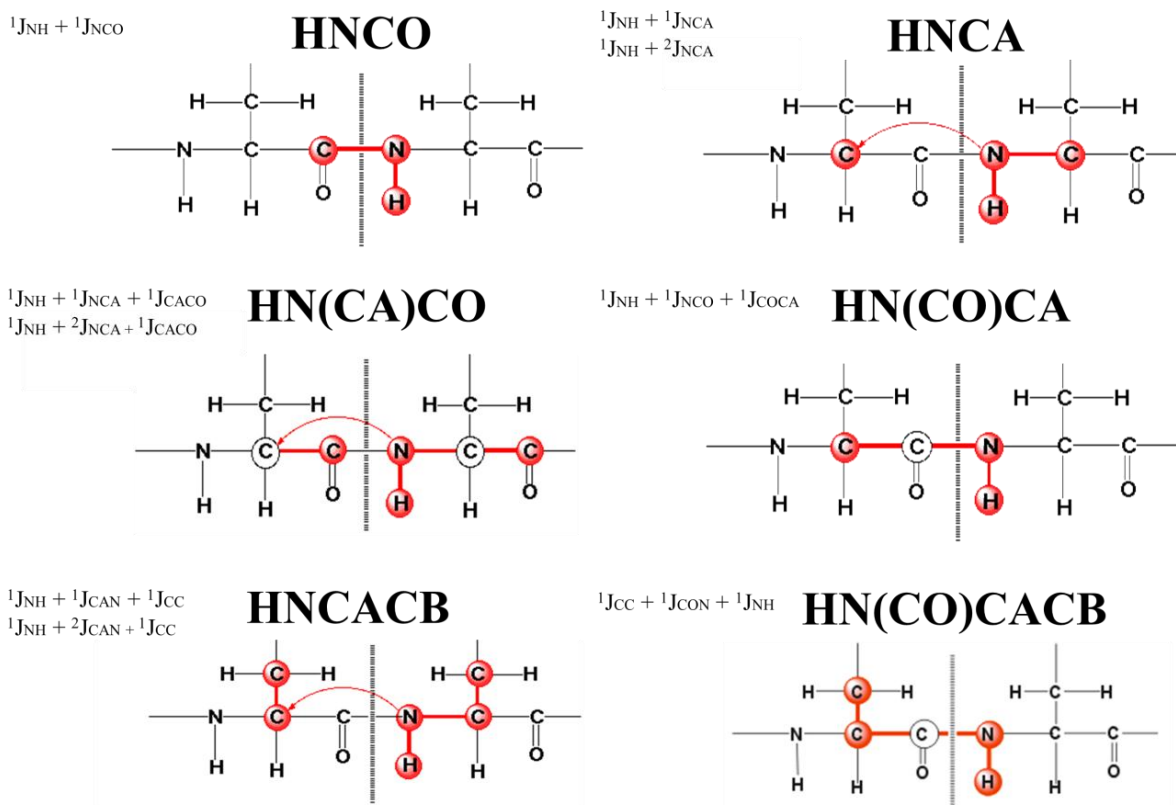 ¹JNH + ¹JNCO
HNCO
H C H H C H
N C C N C C
O H O
H H H
¹JNH + ¹JNCA
¹JNH + ²JNCA
HNCA
H C H H C H
N C C N C C
O H O
H H H
¹JNH + ¹JNCA + ¹JCACO
¹JNH + ²JNCA + ¹JCACO
HN(CA)CO
H C H H C H
N C C N C C
O H O
H H H
¹JNH + ¹JNCO + ¹JCOCA
HN(CO)CA
H C H H C H
N C C N C C
O H O
H H H
¹JNH + ¹JCAN + ¹JCC
¹JNH + ²JCAN + ¹JCC
HNCACB
H C H H C H
N C C N C C
O H O
H H H
¹JCC + ¹JCON + ¹JNH
HN(CO)CACB
H C H H C H
N C C N C C
O H O
H H H